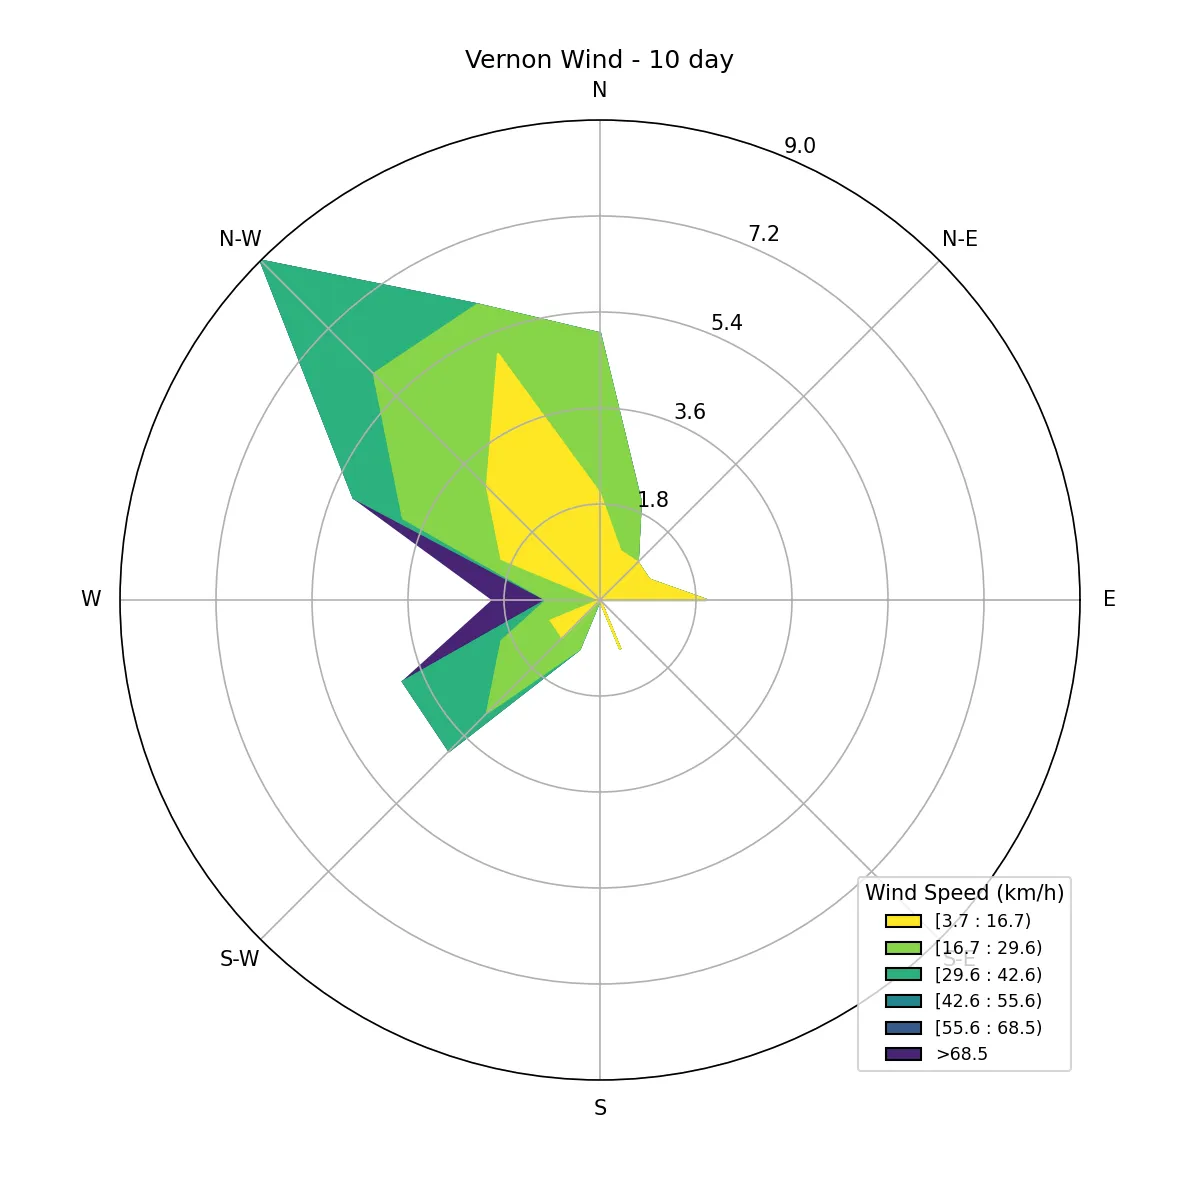 Vernon Wind - 10 day
N
9.0
N-W
7.2
N-E
5.4
3.6
1.8
W
E
S-W
S-E
S
Wind Speed (km/h)
[3.7 : 16.7)
[16.7 : 29.6)
[29.6 : 42.6)
[42.6 : 55.6)
[55.6 : 68.5)
>68.5